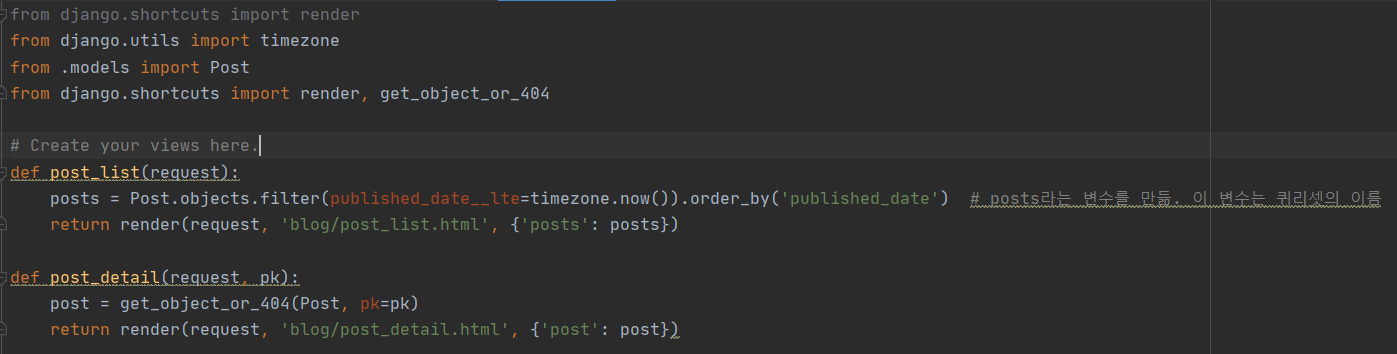 from django.shortcuts import render
from django.utils import timezone
from .models import Post
from django.shortcuts import render, get_object_or_404
# Create your views here.
def post_list(request):
posts = Post.objects.filter(published_date__lte=timezone.now()).order_by('published_date')  # posts라는 변수를 만듦. 이 변수는 쿼리셋의 이름
return render(request, 'blog/post_list.html', {'posts': posts})
def post_detail(request, pk):
post = get_object_or_404(Post, pk=pk)
return render(request, 'blog/post_detail.html', {'post': post})